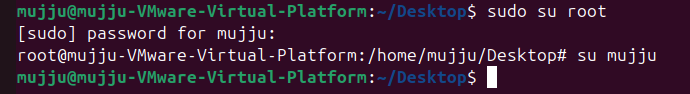 mujju@mujju-VMware-Virtual-Platform:~/Desktop$ sudo su root
[sudo] password for mujju:
root@mujju-VMware-Virtual-Platform:/home/mujju/Desktop# su mujju
mujju@mujju-VMware-Virtual-Platform:~/Desktop$